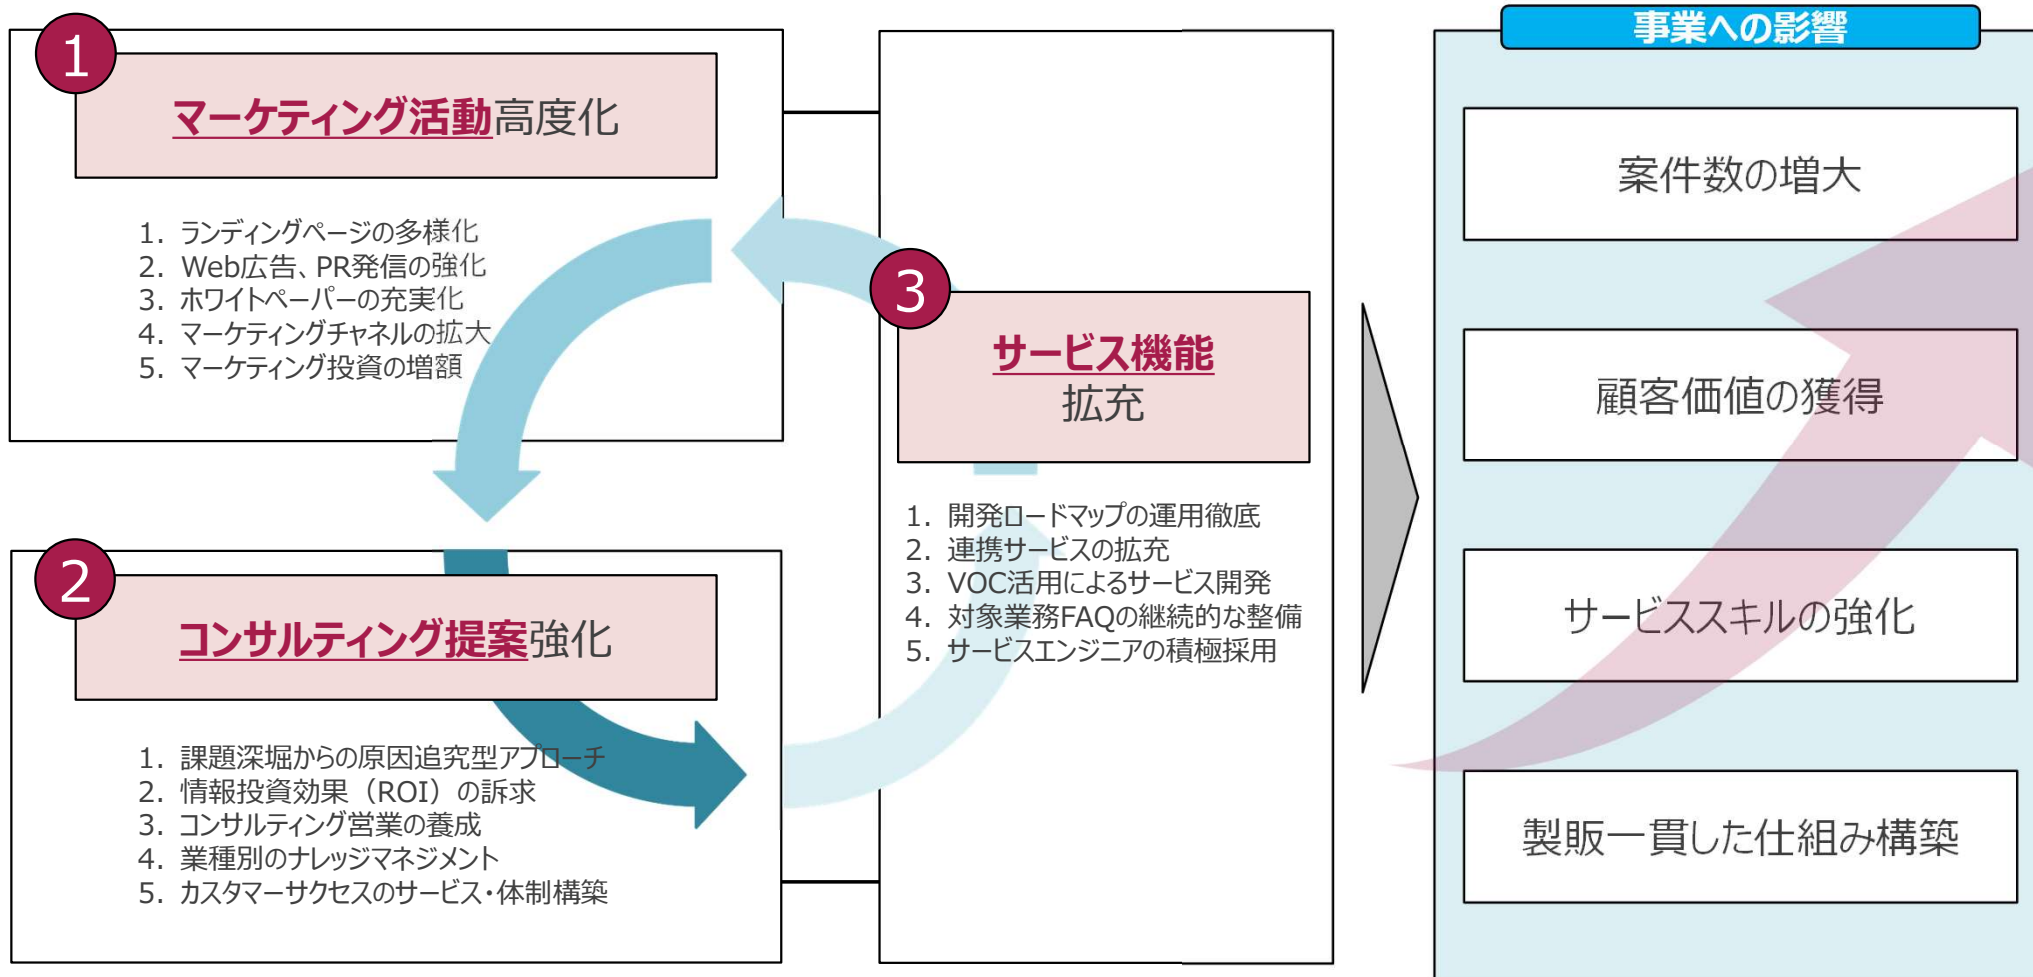 1
マーケティング活動高度化
1. ランディングページの多様化
2. Web広告、PR発信の強化
3. ホワイトペーパーの充実化
4. マーケティングチャネルの拡大
5. マーケティング投資の増額
2
コンサルティング提案強化
1. 課題深堀からの原因追究型アプローチ
2. 情報投資効果（ROI）の訴求
3. コンサルティング営業の養成
4. 業種別のナレッジマネジメント
5. カスタマーサクセスのサービス・体制構築
3
サービス機能
拡充
1. 開発ロードマップの運用徹底
2. 連携サービスの拡充
3. VOC活用によるサービス開発
4. 対象業務FAQの継続的な整備
5. サービスエンジニアの積極採用
事業への影響
案件数の増大
顧客価値の獲得
サービススキルの強化
製販一貫した仕組み構築